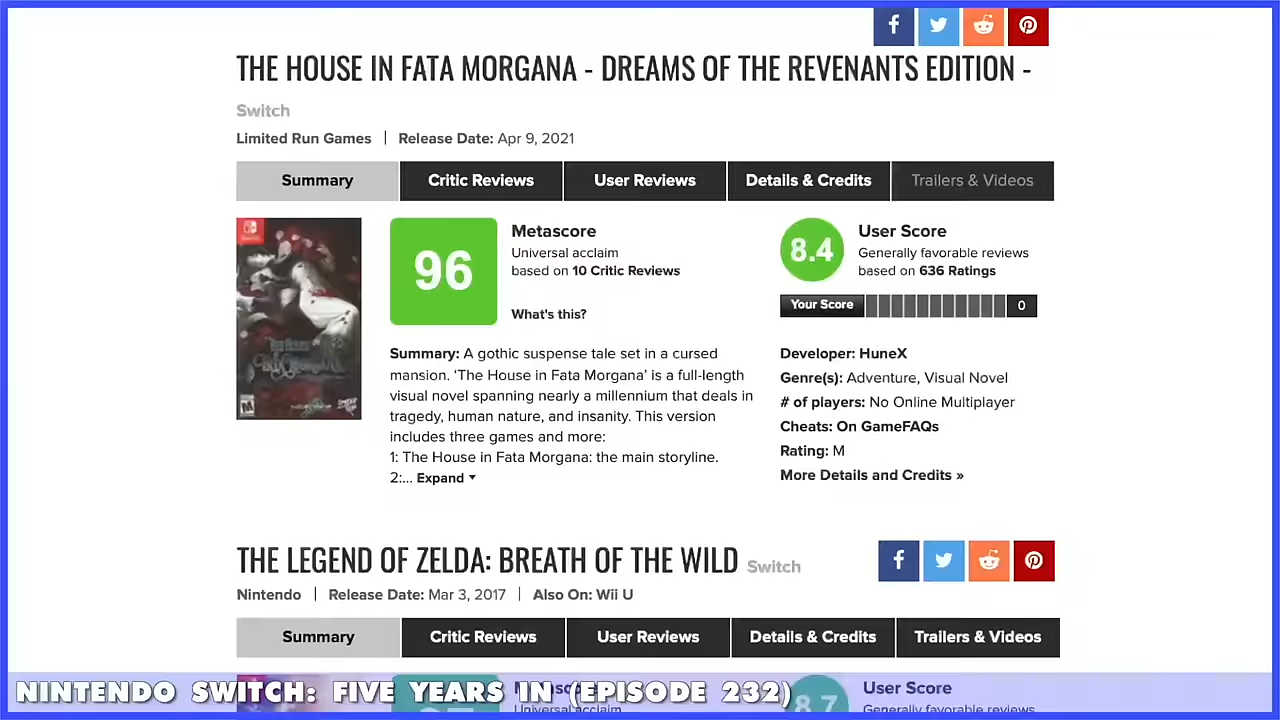 THE HOUSE IN FATA MORGANA - DREAMS OF THE REVENANTS EDITION -
Switch
Limited Run Games | Release Date: Apr 9, 2021
Summary
Critic Reviews
User Reviews
Details & Credits
Trailers & Videos
96
Metascore
Universal acclaim
based on 10 Critic Reviews
What's this?
8.4
User Score
Generally favorable reviews
based on 636 Ratings
Your Score
0
Summary: A gothic suspense tale set in a cursed
mansion. ‘The House in Fata Morgana’ is a full-length
visual novel spanning nearly a millennium that deals in
tragedy, human nature, and insanity. This version
includes three games and more:
1: The House in Fata Morgana: the main storyline.
2:... Expand
Developer: HuneX
Genre(s): Adventure, Visual Novel
# of players: No Online Multiplayer
Cheats: On GameFAQs
Rating: M
More Details and Credits »
THE LEGEND OF ZELDA: BREATH OF THE WILD Switch
Nintendo | Release Date: Mar 3, 2017 | Also On: Wii U
Summary
Critic Reviews
User Reviews
Details & Credits
Trailers & Videos
Metascore
Universal acclaim
8.7
User Score
Generally favorable reviews
NINTENDO SWITCH: FIVE YEARS IN (EPISODE 232)